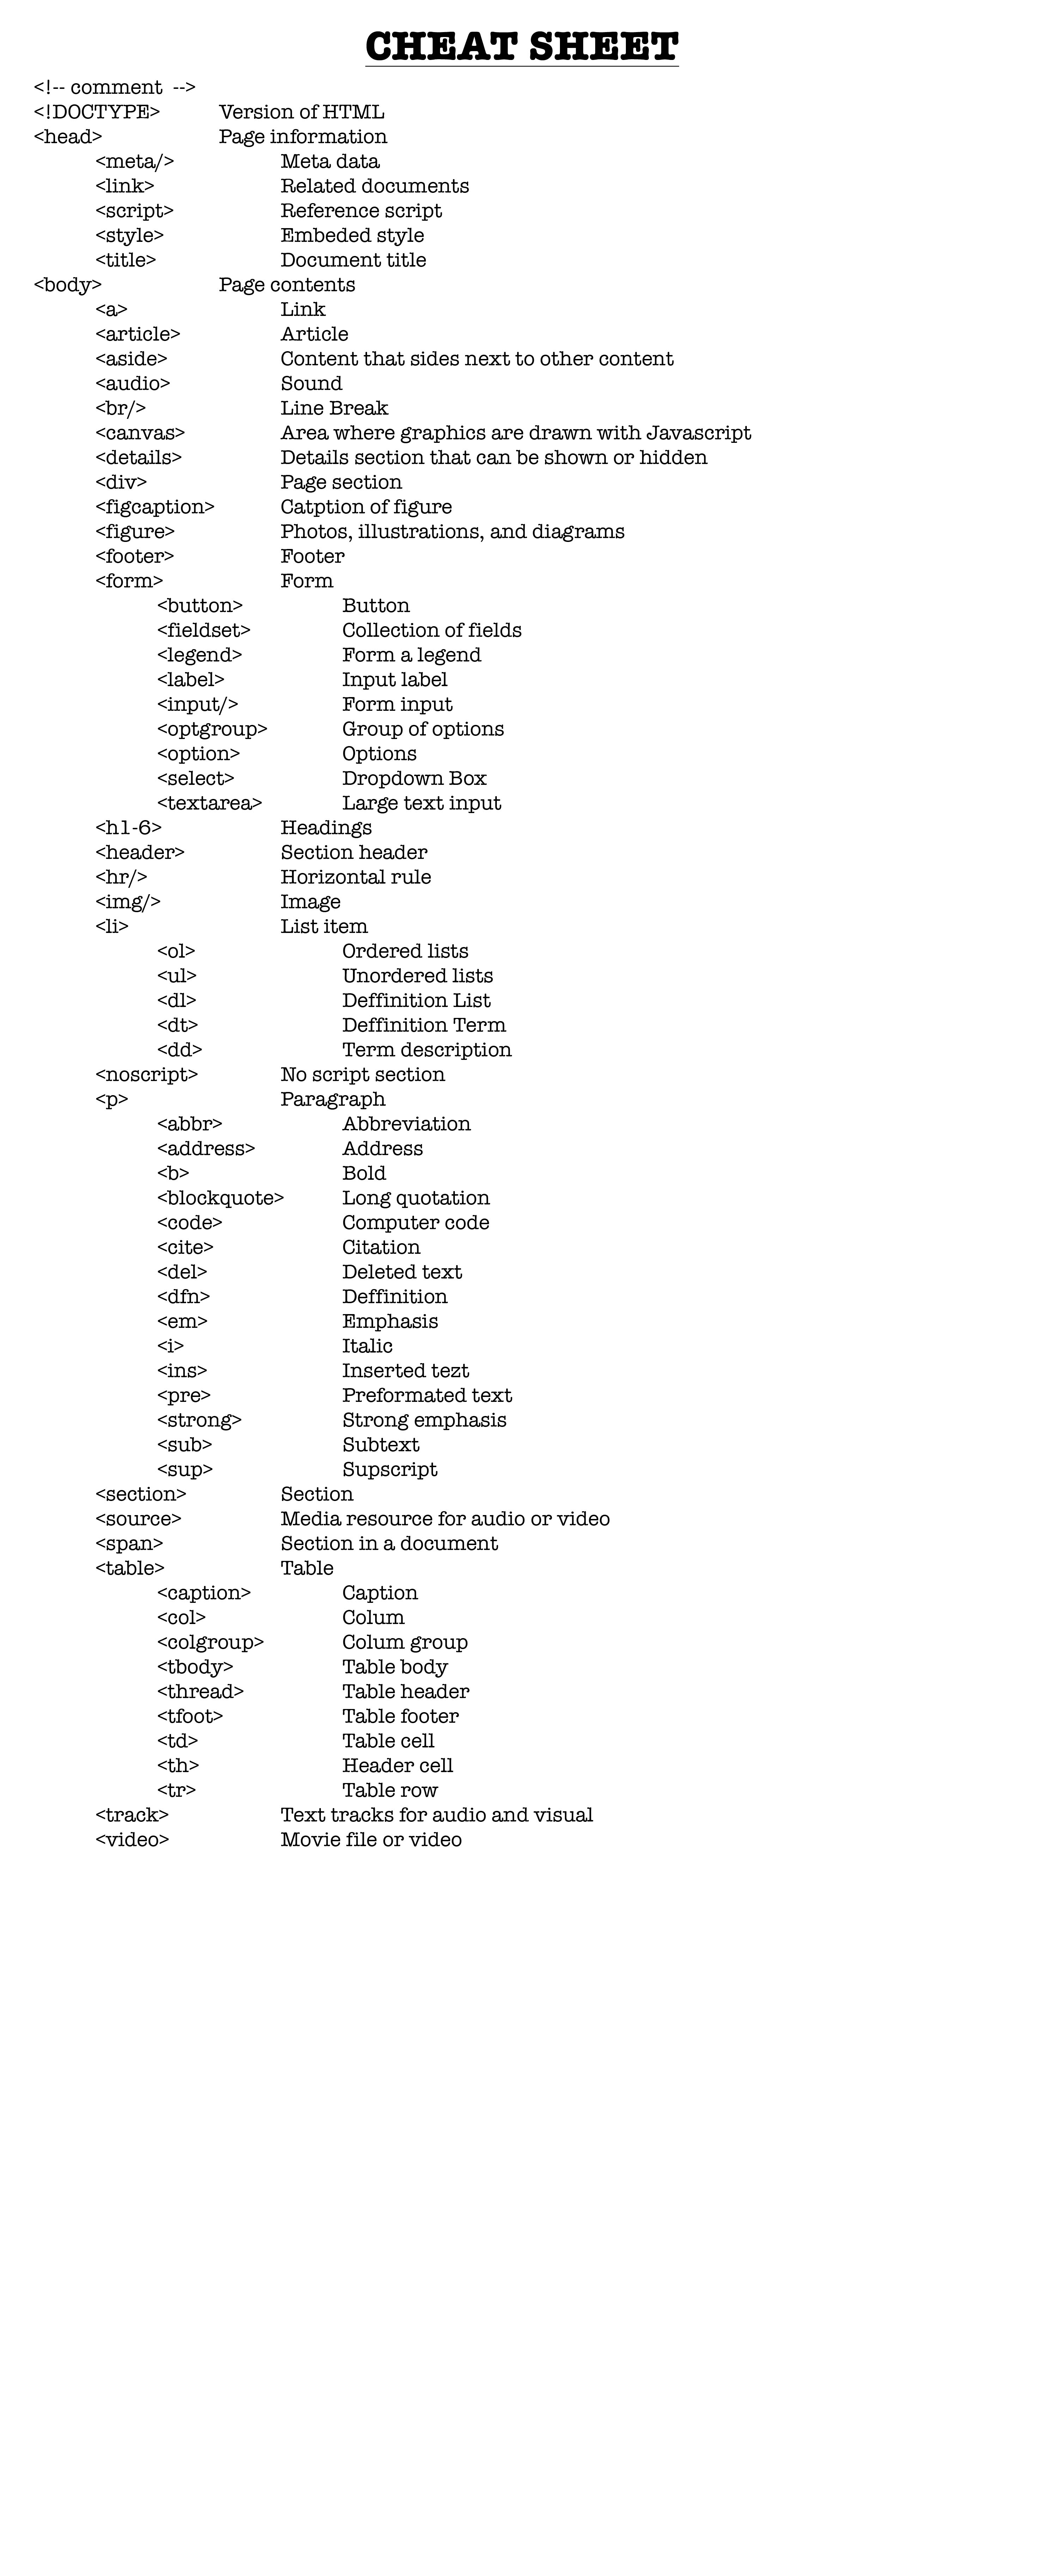 CHEAT SHEET
<!-- comment -->
<!DOCTYPE> Version of HTML
<head> Page information
<meta/> Meta data
<link> Related documents
<script> Reference script
<style> Embeded style
<title> Document title
<body> Page contents
<a> Link
<article> Article
<aside> Content that sides next to other content
<audio> Sound
<br/> Line Break
<canvas> Area where graphics are drawn with Javascript
<details> Details section that can be shown or hidden
<div> Page section
<figcaption> Catption of figure
<figure> Photos, illustrations, and diagrams
<footer> Footer
<form> Form
<button> Button
<fieldset> Collection of fields
<legend> Form a legend
<label> Input label
<input/> Form input
<optgroup> Group of options
<option> Options
<select> Dropdown Box
<textarea> Large text input
<h1-6> Headings
<header> Section header
<hr/> Horizontal rule
<img/> Image
<li> List item
<ol> Ordered lists
<ul> Unordered lists
<dl> Deffinition List
<dt> Deffinition Term
<dd> Term description
<noscript> No script section
<p> Paragraph
<abbr> Abbreviation
<address> Address
<b> Bold
<blockquote> Long quotation
<code> Computer code
<cite> Citation
<del> Deleted text
<dfn> Deffinition
<em> Emphasis
<i> Italic
<ins> Inserted tezt
<pre> Preformated text
<strong> Strong emphasis
<sub> Subtext
<sup> Supscript
<section> Section
<source> Media resource for audio or video
<span> Section in a document
<table> Table
<caption> Caption
<col> Colum
<colgroup> Colum group
<tbody> Table body
<thread> Table header
<tfoot> Table footer
<td> Table cell
<th> Header cell
<tr> Table row
<track> Text tracks for audio and visual
<video> Movie file or video